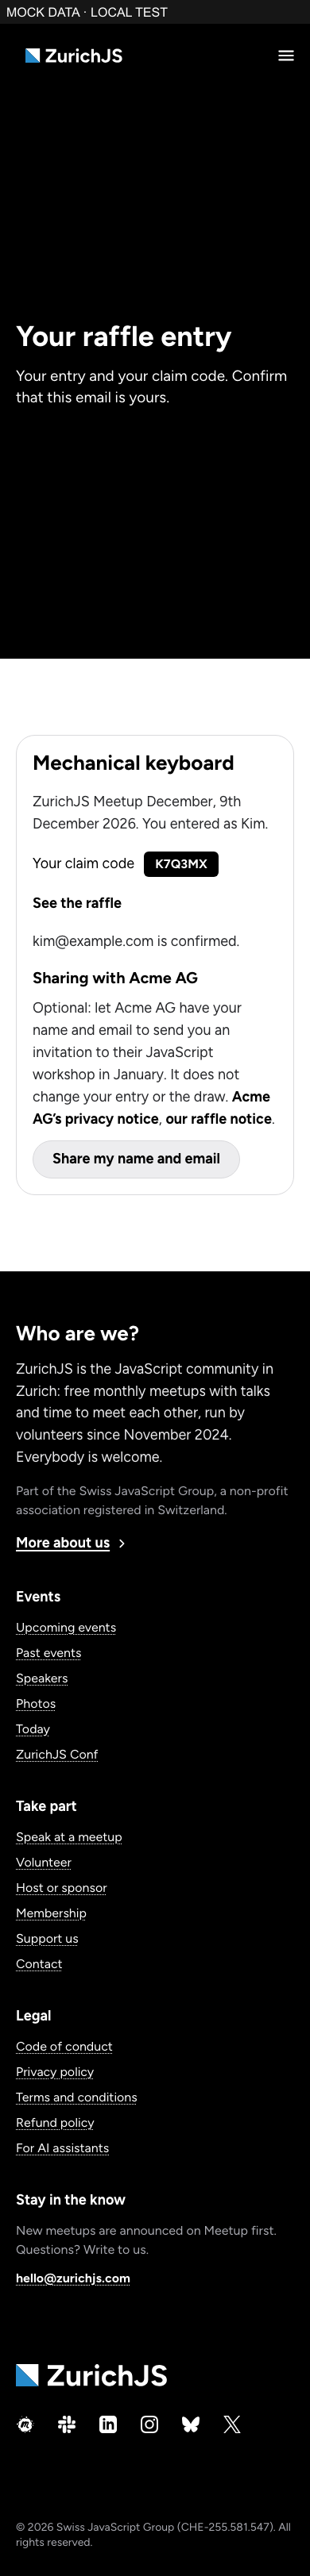 MOCK DATA · LOCAL TEST
ZurichJS
Your raffle entry
Your entry and your claim code. Confirm
that this email is yours.
Mechanical keyboard
ZurichJS Meetup December, 9th
December 2026. You entered as Kim.
Your claim code K7Q3MX
See the raffle
kim@example.com is confirmed.
Sharing with Acme AG
Optional: let Acme AG have your
name and email to send you an
invitation to their JavaScript
workshop in January. It does not
change your entry or the draw. Acme
AG’s privacy notice, our raffle notice.
Share my name and email
Who are we?
ZurichJS is the JavaScript community in
Zurich: free monthly meetups with talks
and time to meet each other, run by
volunteers since November 2024.
Everybody is welcome.
Part of the Swiss JavaScript Group, a non-profit
association registered in Switzerland.
More about us
Events
Upcoming events
Past events
Speakers
Photos
Today
ZurichJS Conf
Take part
Speak at a meetup
Volunteer
Host or sponsor
Membership
Support us
Contact
Legal
Code of conduct
Privacy policy
Terms and conditions
Refund policy
For AI assistants
Stay in the know
New meetups are announced on Meetup first.
Questions? Write to us.
hello@zurichjs.com
ZurichJS
© 2026 Swiss JavaScript Group (CHE-255.581.547). All
rights reserved.